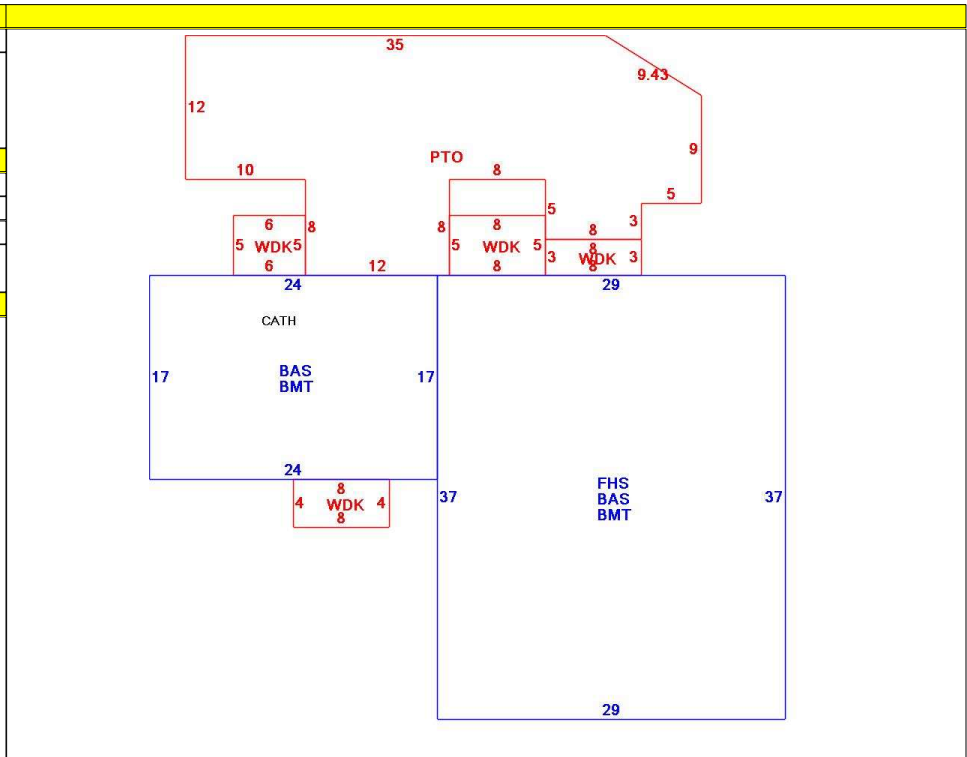 35
9.43
12
9
PTO
10 8
5
5
6 8 8 8 3
8
5 WDK 5 5 WDK 5 3 8 3
WDK
6 12 8 8
24 29
CATH
17 BAS 17
BMT
24
8 FHS
4 WDK 4 37 BAS 37
8 BMT
29